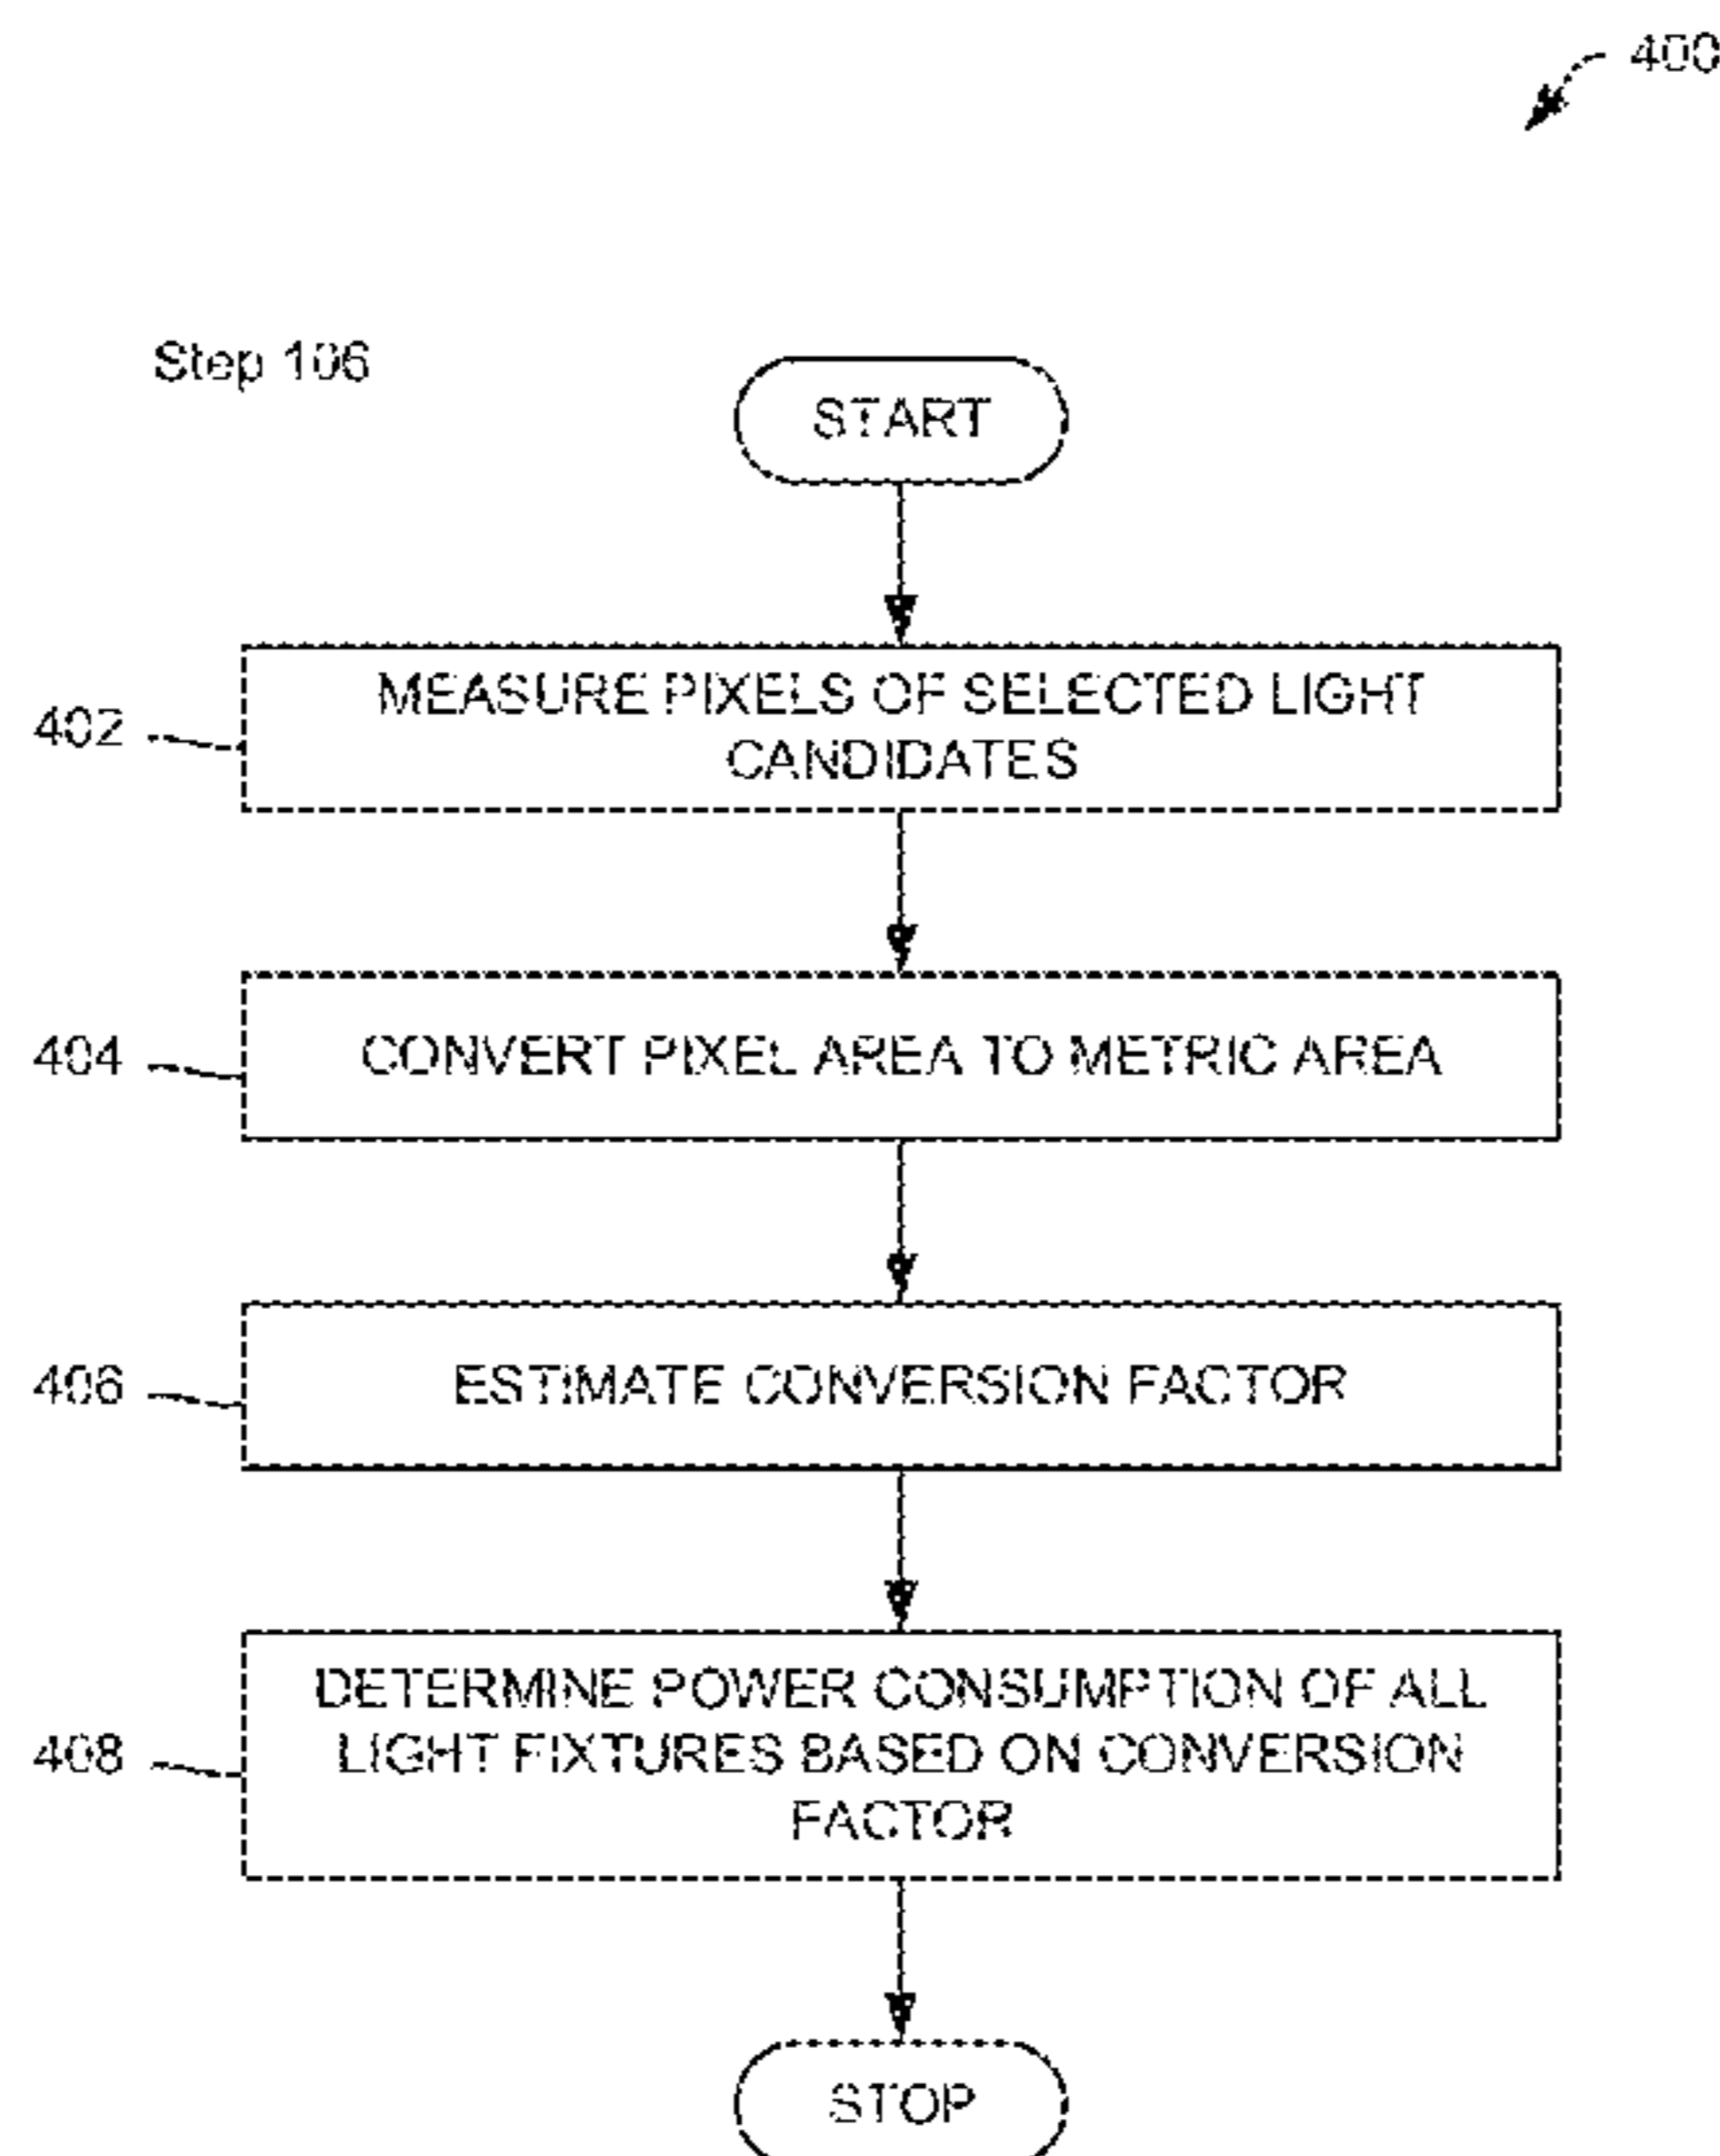 400
Step 106
START
402
MEASURE PIXELS OF SELECTED LIGHT
CANDIDATES
404
CONVERT PIXEL AREA TO METRIC AREA
406
ESTIMATE CONVERSION FACTOR
408
DETERMINE POWER CONSUMPTION OF ALL
LIGHT FIXTURES BASED ON CONVERSION
FACTOR
STOP